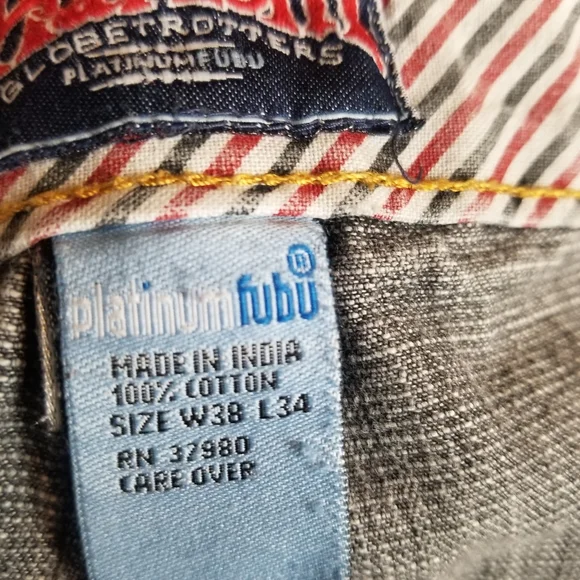 GLOBETROTTERS
PLATINUMFUBU
platinumfubu®
MADE IN INDIA
100% COTTON
SIZE W38 L34
RN 37980
CARE OVER